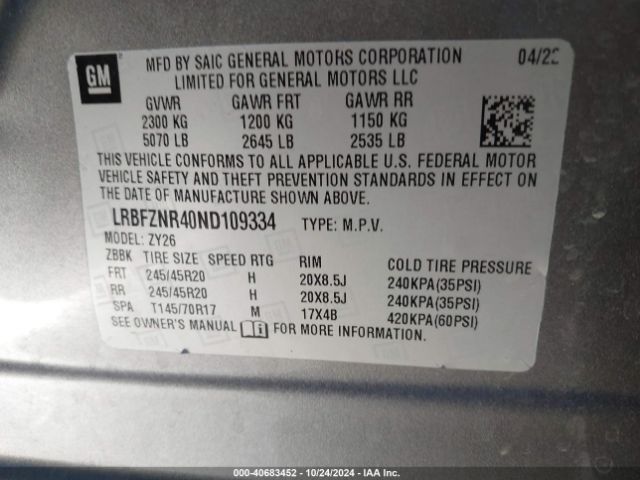 GM
MFD BY SAIC GENERAL MOTORS CORPORATION 04/22
LIMITED FOR GENERAL MOTORS LLC
GVWR GAWR FRT GAWR RR
2300 KG 1200 KG 1150 KG
5070 LB 2645 LB 2535 LB
THIS VEHICLE CONFORMS TO ALL APPLICABLE U.S. FEDERAL MOTOR
VEHICLE SAFETY AND THEFT PREVENTION STANDARDS IN EFFECT ON
THE DATE OF MANUFACTURE SHOWN ABOVE.
LRBFZNR40ND109334 TYPE: M.P.V.
MODEL: ZY26
ZBBK TIRE SIZE SPEED RTG RIM COLD TIRE PRESSURE
FRT 245/45R20 H 20X8.5J 240KPA(35PSI)
RR 245/45R20 H 20X8.5J 240KPA(35PSI)
SPA T145/70R17 M 17X4B 420KPA(60PSI)
SEE OWNER'S MANUAL FOR MORE INFORMATION.
000-40683452 - 10/24/2024 - IAA Inc.